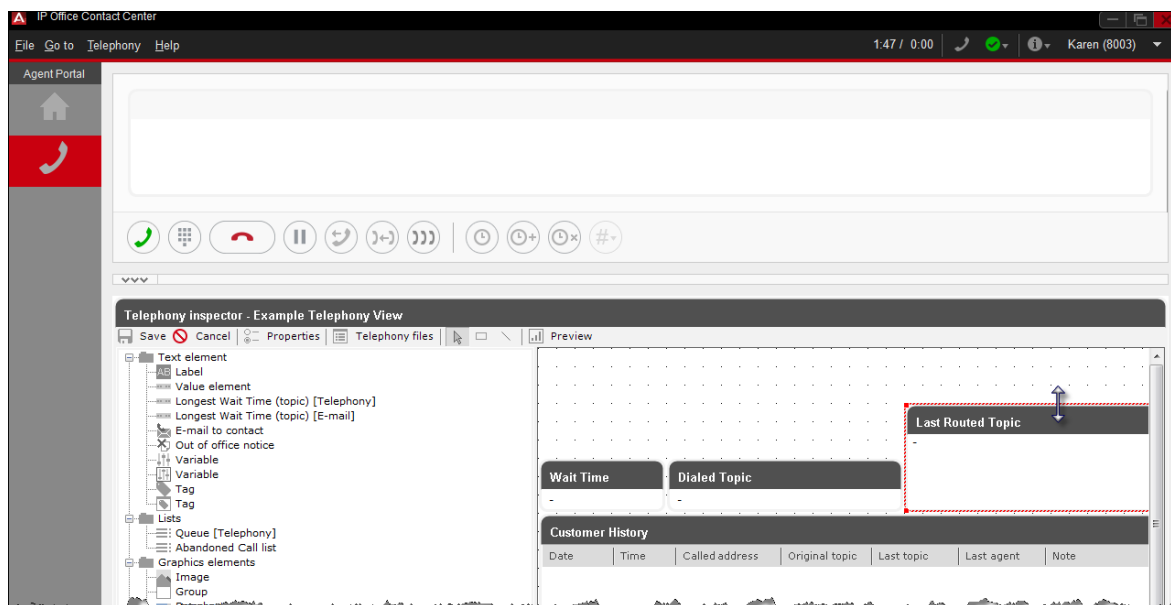 IP Office Contact Center
File Go to Telephony Help
1:47 / 0:00
Karen (8003)
Agent Portal
Telephony inspector - Example Telephony View
Save Cancel Properties Telephony files Preview
Text element
AB Label
Value element
Longest Wait Time (topic) [Telephony]
Longest Wait Time (topic) [E-mail]
E-mail to contact
Out of office notice
Variable
Variable
Tag
Tag
Lists
Queue [Telephony]
Abandoned Call list
Graphics elements
Image
Group
Last Routed Topic
-
Wait Time
-
Dialed Topic
-
Customer History
Date Time Called address Original topic Last topic Last agent Note